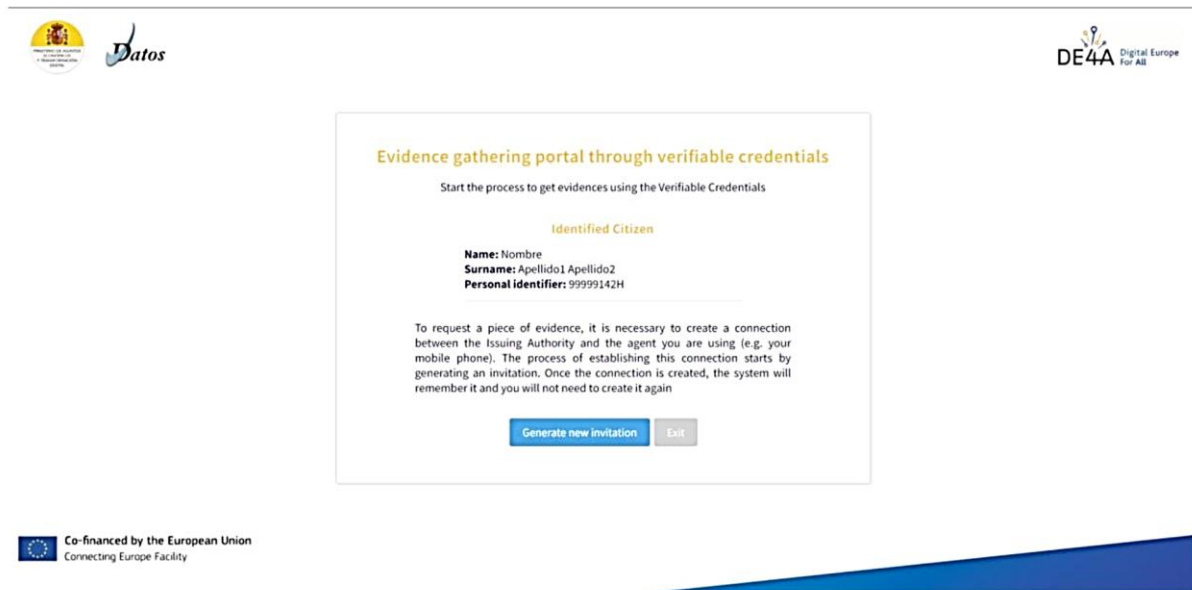 Datos
DE4A Digital Europe
For All
Evidence gathering portal through verifiable credentials
Start the process to get evidences using the Verifiable Credentials
Identified Citizen
Name: Nombre
Surname: Apellido1 Apellido2
Personal identifier: 99999142H
To request a piece of evidence, it is necessary to create a connection
between the Issuing Authority and the agent you are using (e.g. your
mobile phone). The process of establishing this connection starts by
generating an invitation. Once the connection is created, the system will
remember it and you will not need to create it again
Generate new invitation Exit
Co-financed by the European Union
Connecting Europe Facility